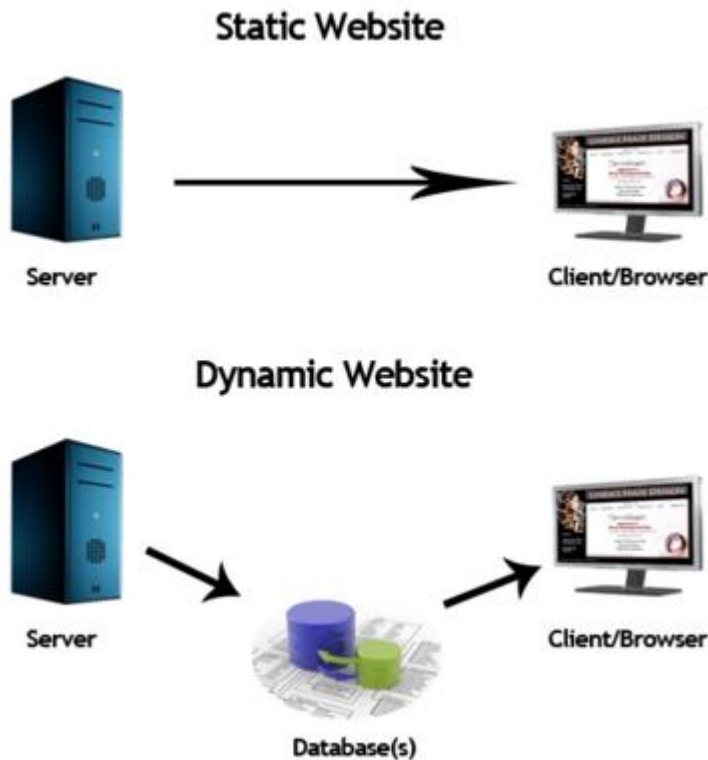 Static Website
Server
Client/Browser
Dynamic Website
Server
Client/Browser
Database(s)